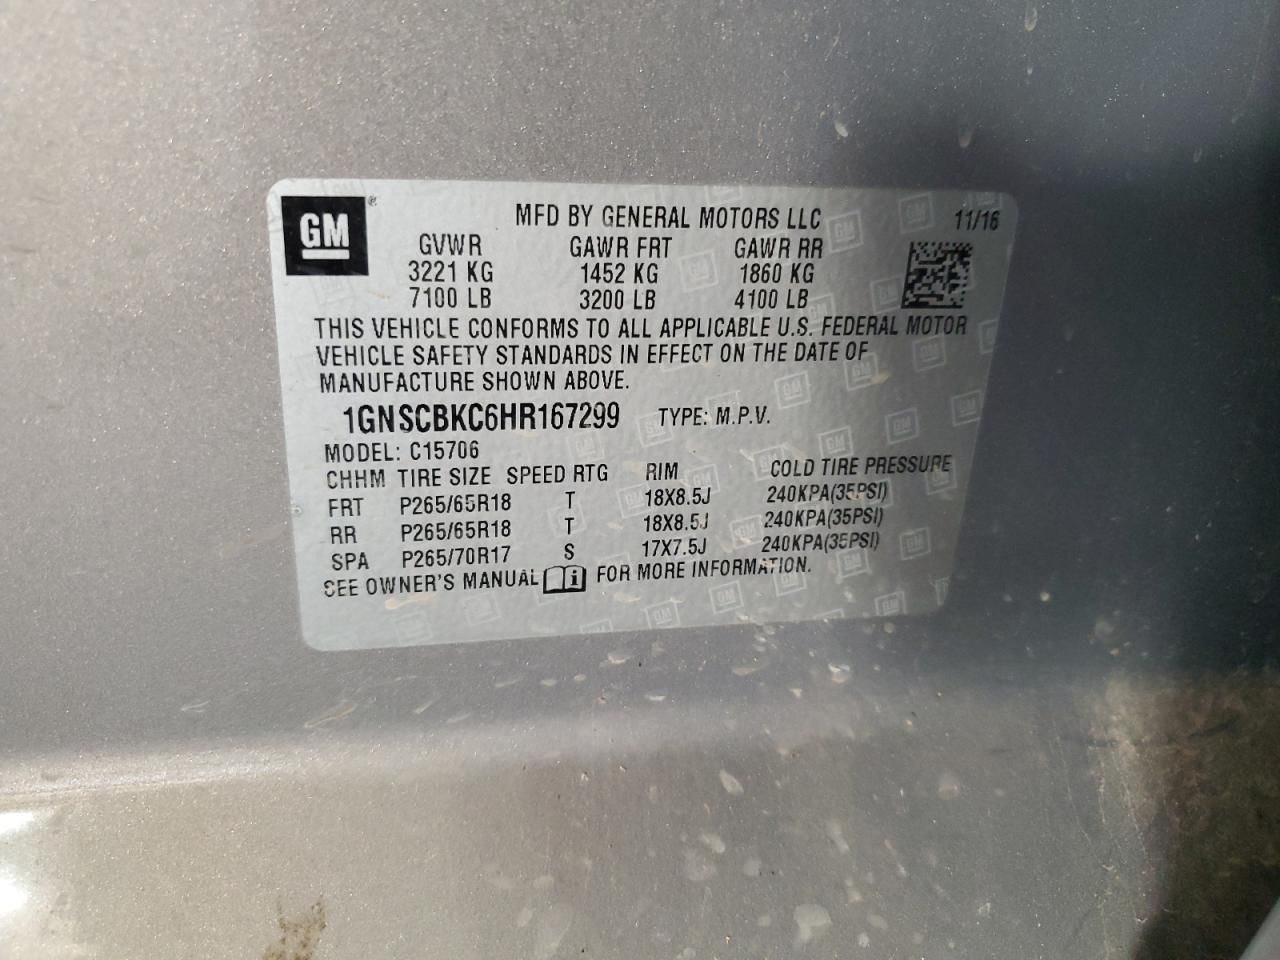 GM ®
MFD BY GENERAL MOTORS LLC 11/16
GVWR GAWR FRT GAWR RR
3221 KG 1452 KG 1860 KG
7100 LB 3200 LB 4100 LB
THIS VEHICLE CONFORMS TO ALL APPLICABLE U.S. FEDERAL MOTOR
VEHICLE SAFETY STANDARDS IN EFFECT ON THE DATE OF
MANUFACTURE SHOWN ABOVE.
1GNSCBKC6HR167299 TYPE: M.P.V.
MODEL: C15706
CHHM TIRE SIZE SPEED RTG RIM COLD TIRE PRESSURE
FRT P265/65R18 T 18X8.5J 240KPA(35PSI)
RR P265/65R18 T 18X8.5J 240KPA(35PSI)
SPA P265/70R17 S 17X7.5J 240KPA(35PSI)
SEE OWNER'S MANUAL i FOR MORE INFORMATION.